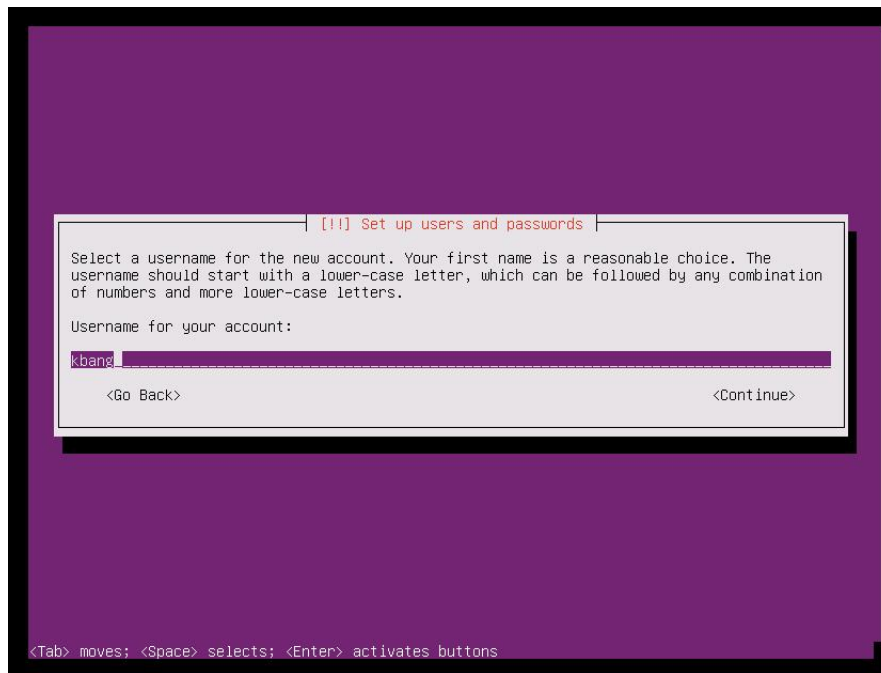 [!!] Set up users and passwords
Select a username for the new account. Your first name is a reasonable choice. The
username should start with a lower-case letter, which can be followed by any combination
of numbers and more lower-case letters.
Username for your account:
kbang
<Go Back> <Continue>
<Tab> moves; <Space> selects; <Enter> activates buttons